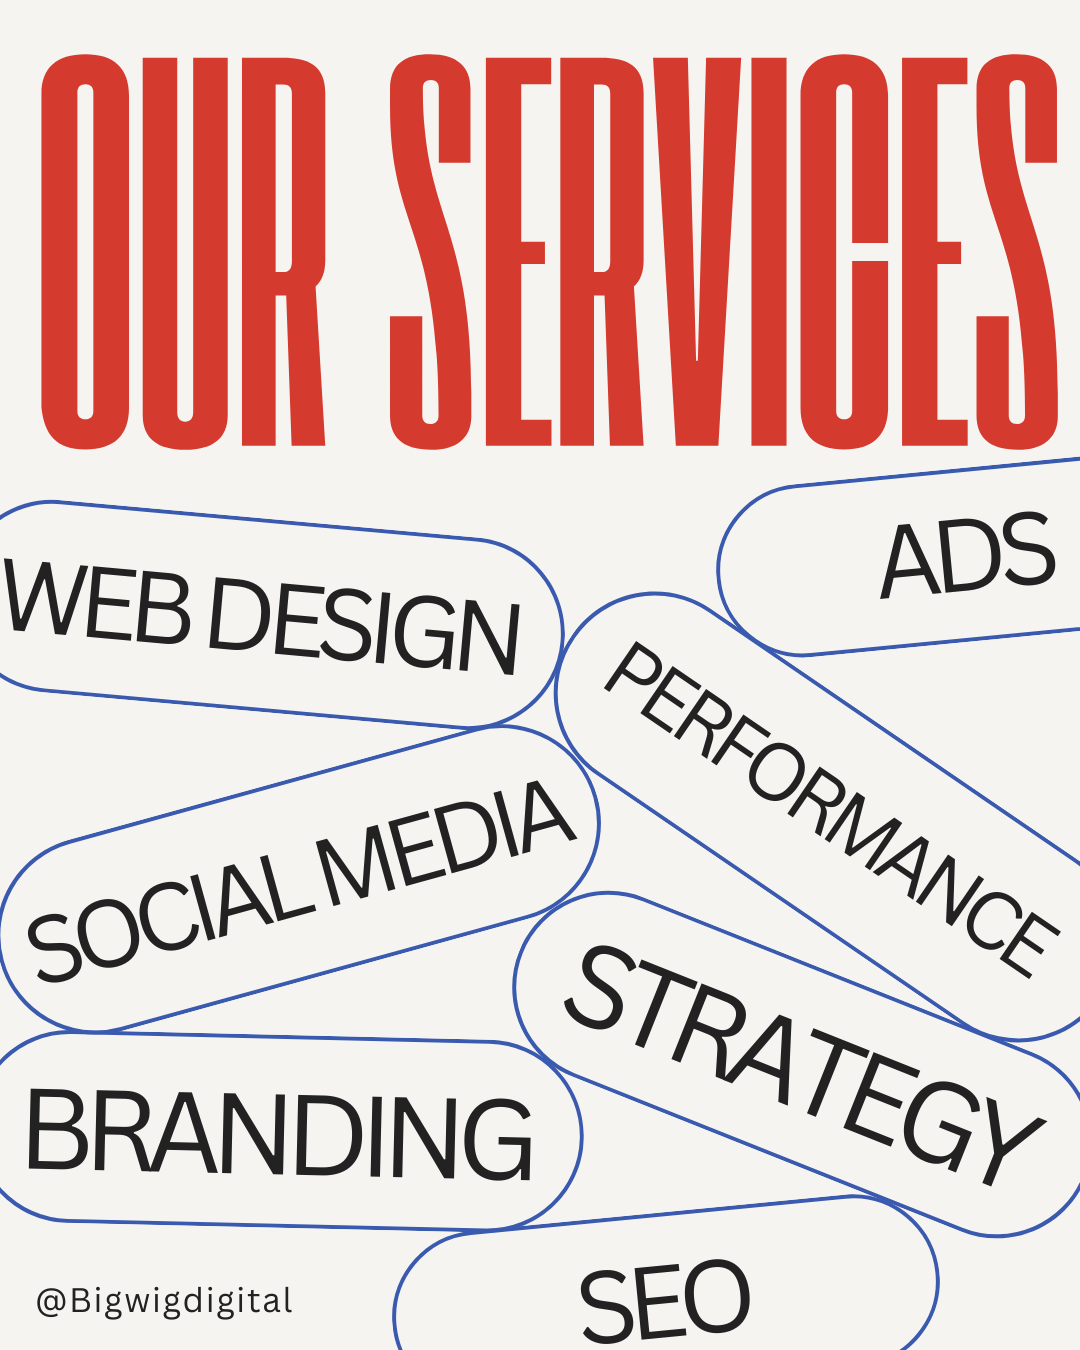 OUR SERVICES
ADS
WEB DESIGN
PERFORMANCE
SOCIAL MEDIA
STRATEGY
BRANDING
SEO
@Bigwigdigital